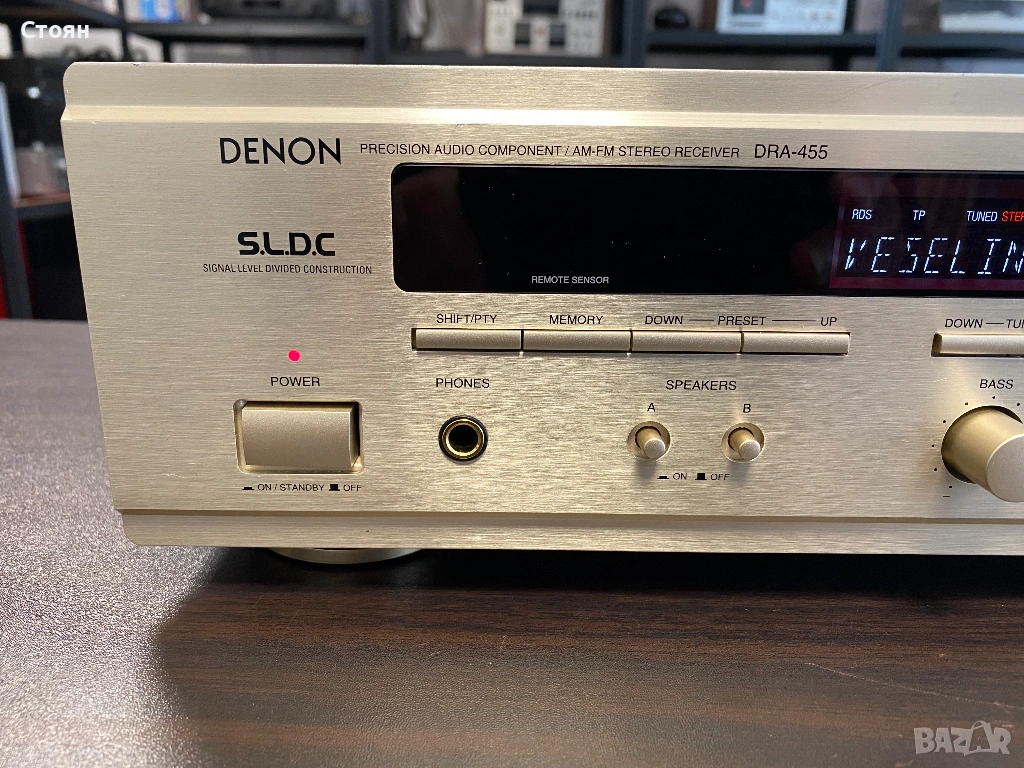 Стоян
DENON PRECISION AUDIO COMPONENT / AM-FM STEREO RECEIVER DRA-455
RDS TP TUNED
VESELIN
S.L.D.C
SIGNAL LEVEL DIVIDED CONSTRUCTION
REMOTE SENSOR
SHIFT/PTY MEMORY DOWN PRESET UP DOWN
POWER PHONES SPEAKERS BASS
A B
ON / STANDBY OFF ON OFF
BAZAR